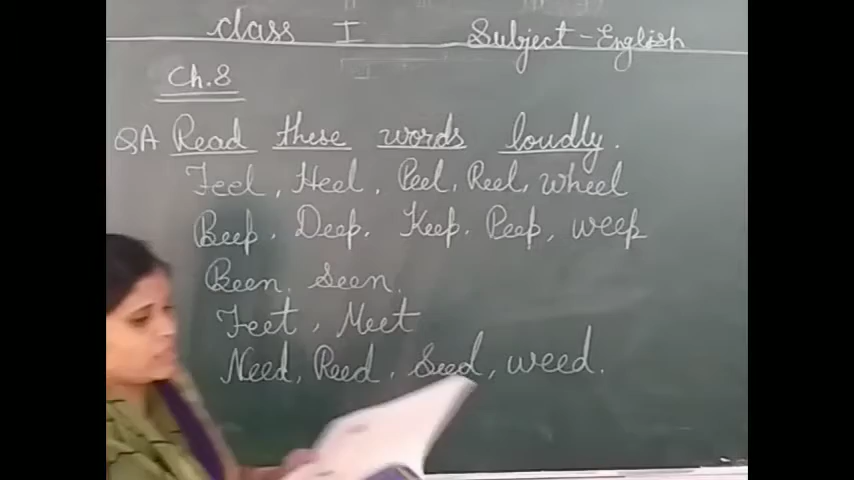 Class I Subject - English
Ch.8
QA Read these words loudly.
Feel, Heel, Peel, Reel, Wheel
Beep, Deep, Keep, Peep, weep
Been, Seen.
Feet, Meet
Need, Reed, Seed, weed.